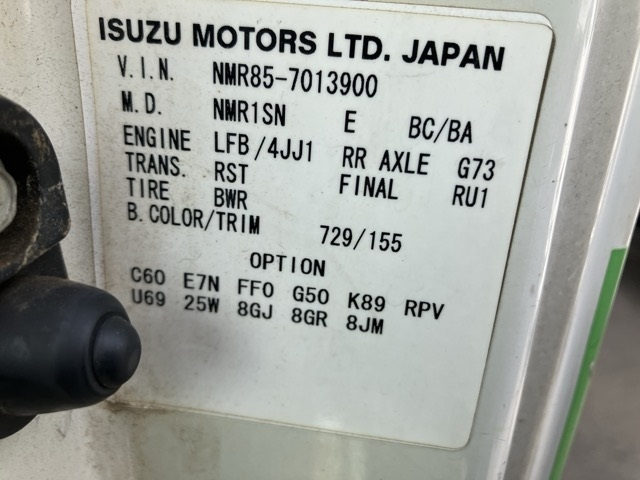 ISUZU MOTORS LTD. JAPAN
V.I.N. NMR85-7013900
M.D. NMR1SN E BC/BA
ENGINE LFB/4JJ1 RR AXLE G73
TRANS. RST FINAL RU1
TIRE BWR
B.COLOR/TRIM 729/155
OPTION
C60 E7N FF0 G50 K89 RPV
U69 25W 8GJ 8GR 8JM